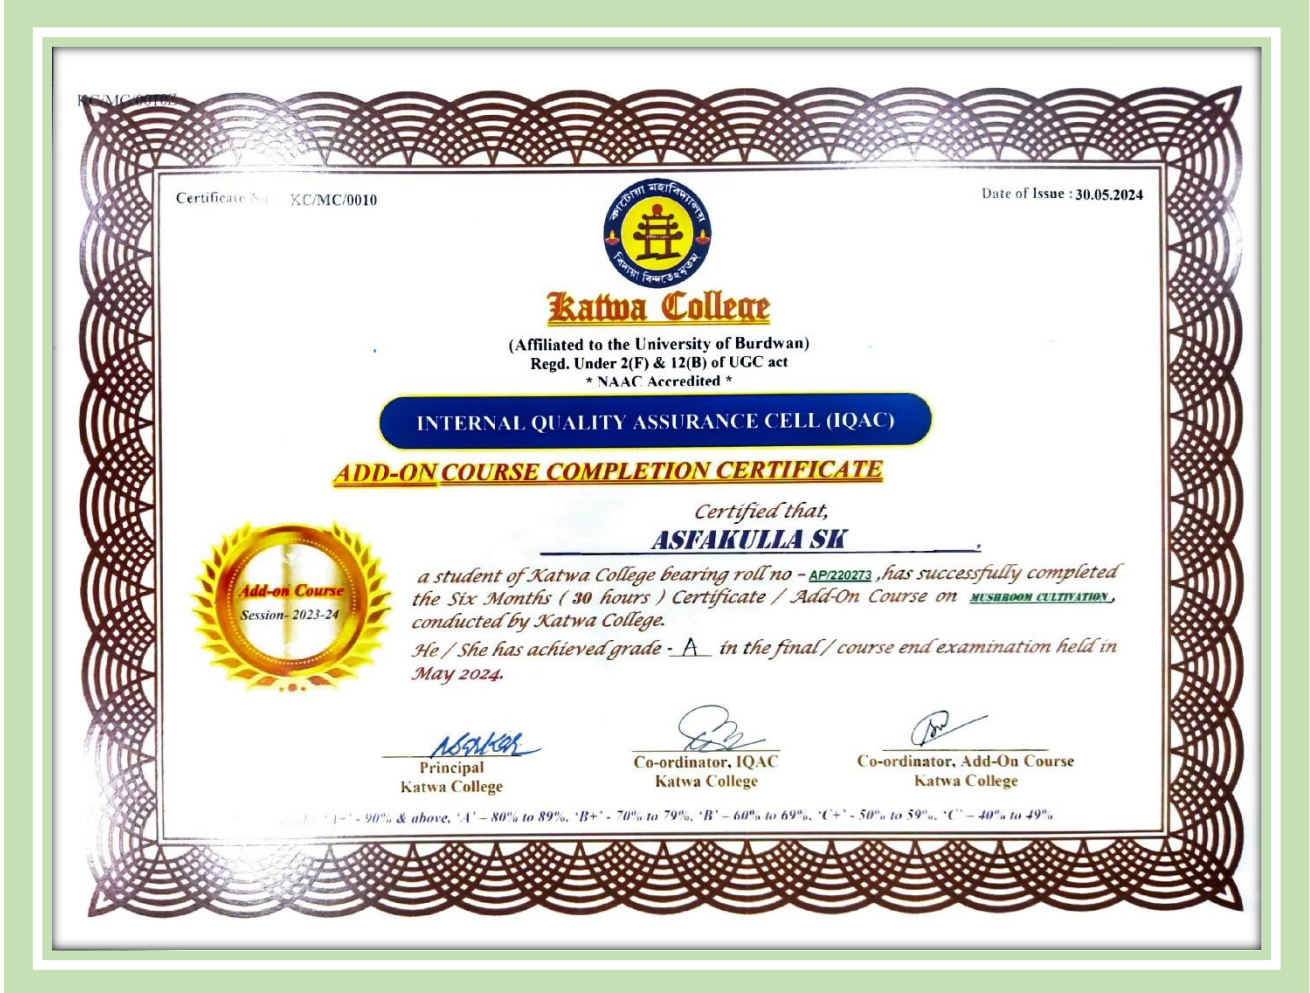 Certificate No : KC/MC/0010
Date of Issue : 30.05.2024
কাটোয়া মহাবিদ্যালয়
Katwa College
(Affiliated to the University of Burdwan)
Regd. Under 2(F) & 12(B) of UGC act
* NAAC Accredited *
INTERNAL QUALITY ASSURANCE CELL (IQAC)
ADD-ON COURSE COMPLETION CERTIFICATE
Certified that,
ASFAKULLA SK .
a student of Katwa College bearing roll no – AP/220273 ,has successfully completed
the Six Months ( 30 hours ) Certificate / Add-On Course on MUSHROOM CULTIVATION ,
conducted by Katwa College.
He / She has achieved grade - A in the final / course end examination held in
May 2024.
Add-on Course
Session- 2023-24
Principal
Katwa College
Co-ordinator, IQAC
Katwa College
Co-ordinator, Add-On Course
Katwa College
- 90% & above, ‘A’ – 80% to 89%, ‘B+’ - 70% to 79%, ‘B’ – 60% to 69%, ‘C+’ - 50% to 59%, ‘C’ – 40% to 49%